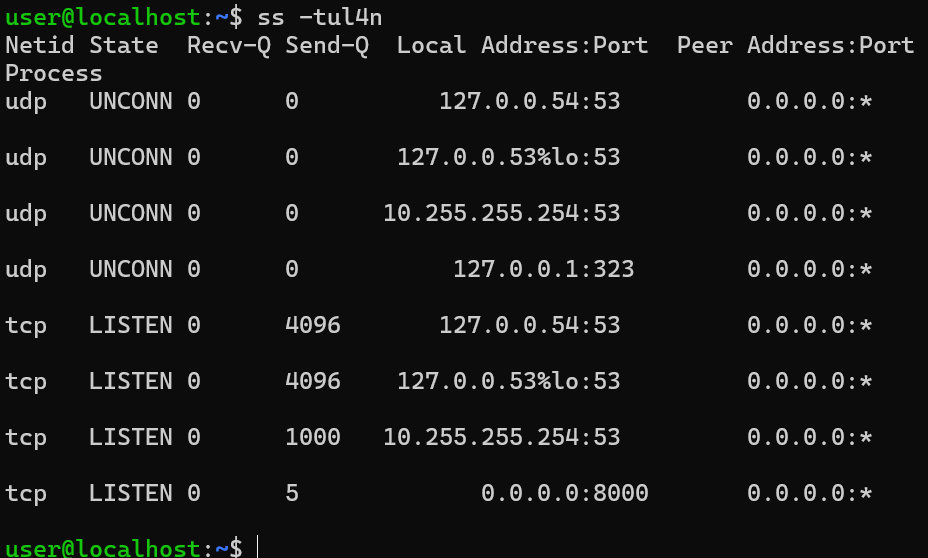 user@localhost:~$ ss -tul4n
Netid State  Recv-Q Send-Q  Local Address:Port  Peer Address:Port
Process
udp   UNCONN 0      0          127.0.0.54:53         0.0.0.0:*
udp   UNCONN 0      0       127.0.0.53%lo:53         0.0.0.0:*
udp   UNCONN 0      0      10.255.255.254:53         0.0.0.0:*
udp   UNCONN 0      0           127.0.0.1:323        0.0.0.0:*
tcp   LISTEN 0      4096       127.0.0.54:53         0.0.0.0:*
tcp   LISTEN 0      4096    127.0.0.53%lo:53         0.0.0.0:*
tcp   LISTEN 0      1000   10.255.255.254:53         0.0.0.0:*
tcp   LISTEN 0      5             0.0.0.0:8000       0.0.0.0:*
user@localhost:~$